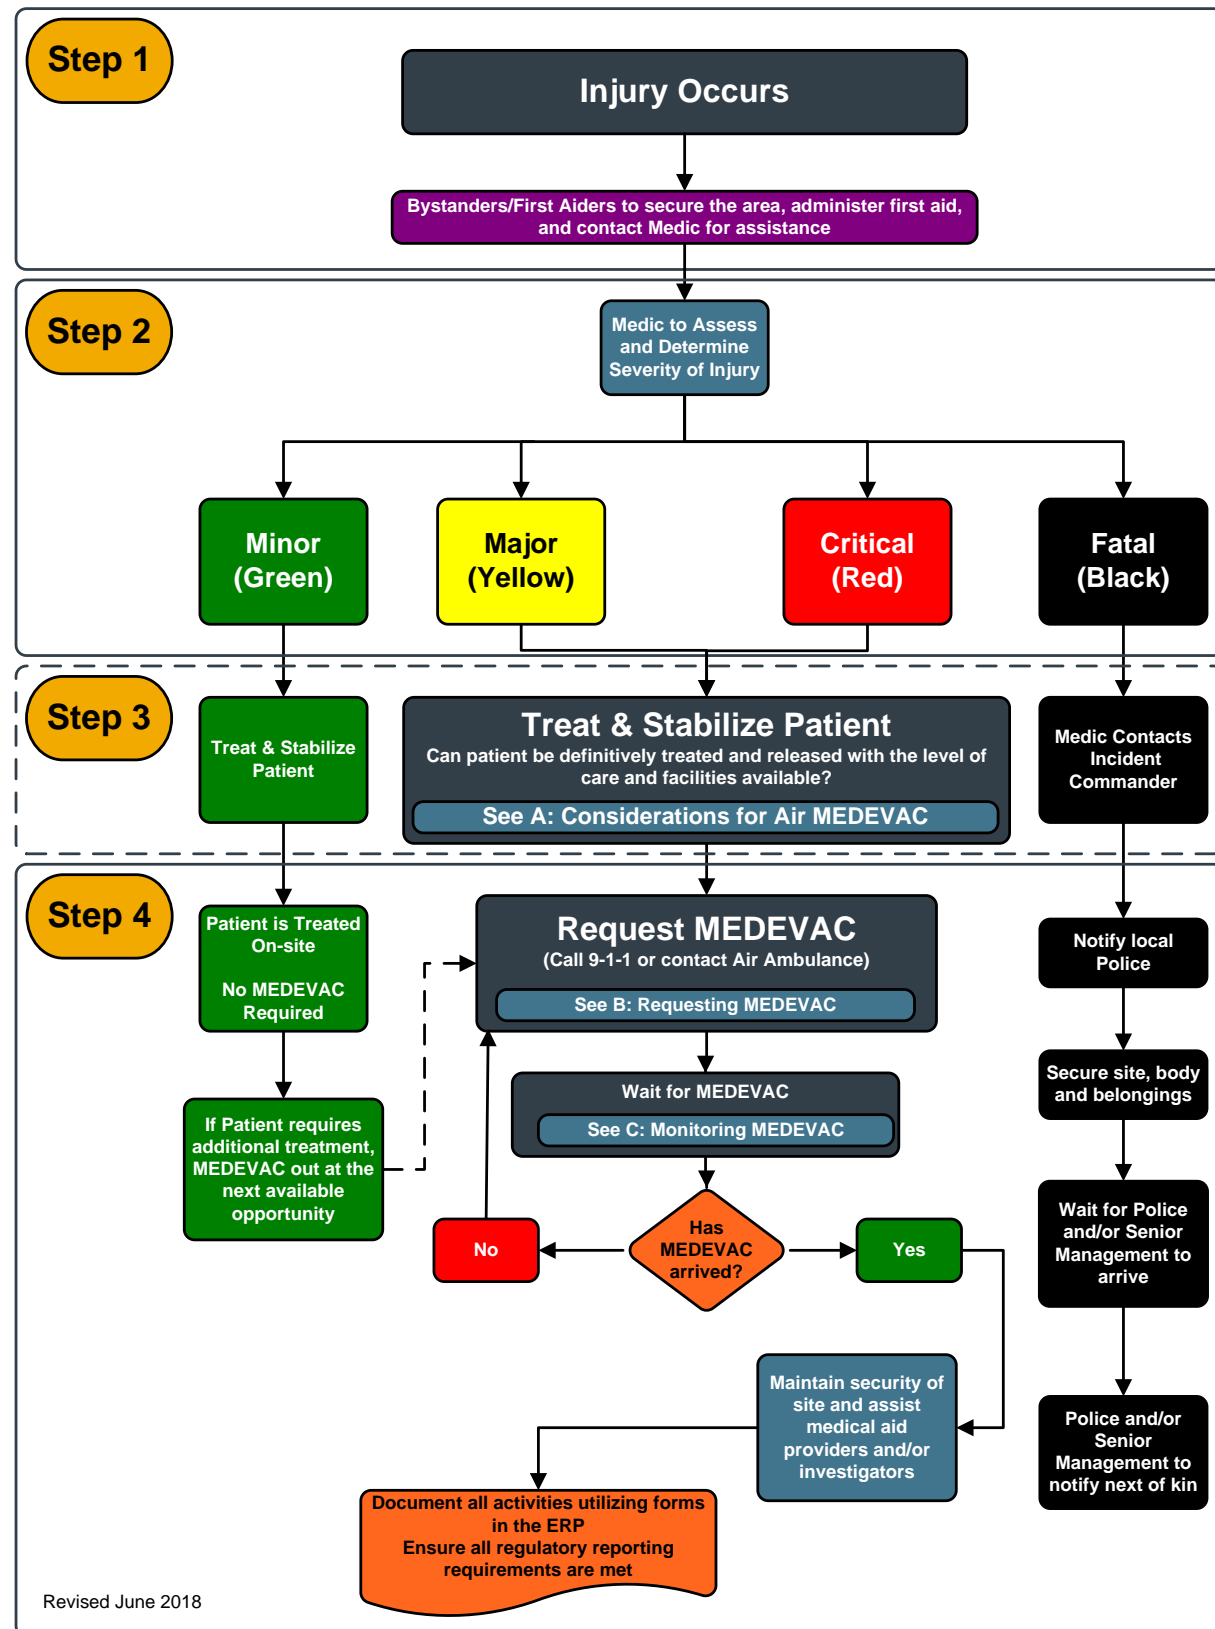 Step 1
Injury Occurs
Bystanders/First Aiders to secure the area, administer first aid,
and contact Medic for assistance
Step 2
Medic to Assess
and Determine
Severity of Injury
Minor
(Green)
Major
(Yellow)
Critical
(Red)
Fatal
(Black)
Step 3
Treat & Stabilize
Patient
Treat & Stabilize Patient
Can patient be definitively treated and released with the level of
care and facilities available?
See A: Considerations for Air MEDEVAC
Medic Contacts
Incident
Commander
Step 4
Patient is Treated
On-site
No MEDEVAC
Required
Request MEDEVAC
(Call 9-1-1 or contact Air Ambulance)
See B: Requesting MEDEVAC
Notify local
Police
If Patient requires
additional treatment,
MEDEVAC out at the
next available
opportunity
Wait for MEDEVAC
See C: Monitoring MEDEVAC
Secure site, body
and belongings
No
Has
MEDEVAC
arrived?
Yes
Wait for Police
and/or Senior
Management to
arrive
Maintain security of
site and assist
medical aid
providers and/or
investigators
Police and/or
Senior
Management to
notify next of kin
Document all activities utilizing forms
in the ERP
Ensure all regulatory reporting
requirements are met
Revised June 2018